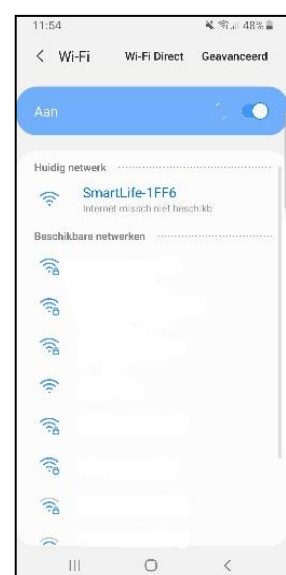 11:54 48%
Wi-Fi Wi-Fi Direct Geavanceerd
Aan
Huidig netwerk
SmartLife-1FF6
Internet missch niet beschikb.
Beschikbare netwerken